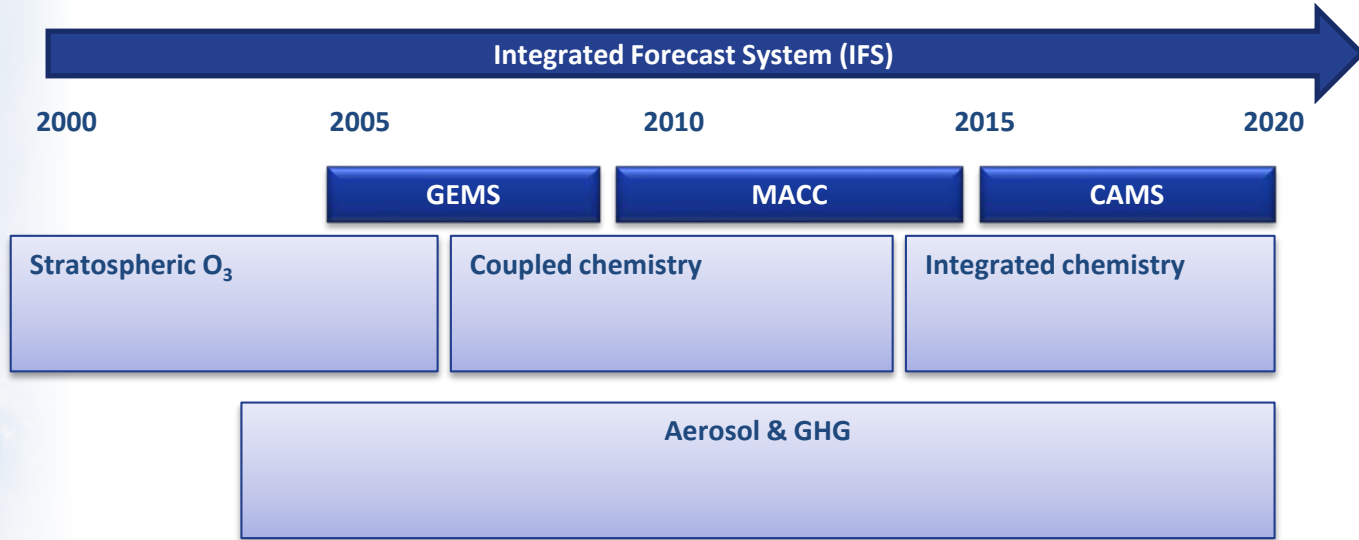 Integrated Forecast System (IFS)
2000 2005 2010 2015 2020
GEMS MACC CAMS
Stratospheric O₃ Coupled chemistry Integrated chemistry
Aerosol & GHG